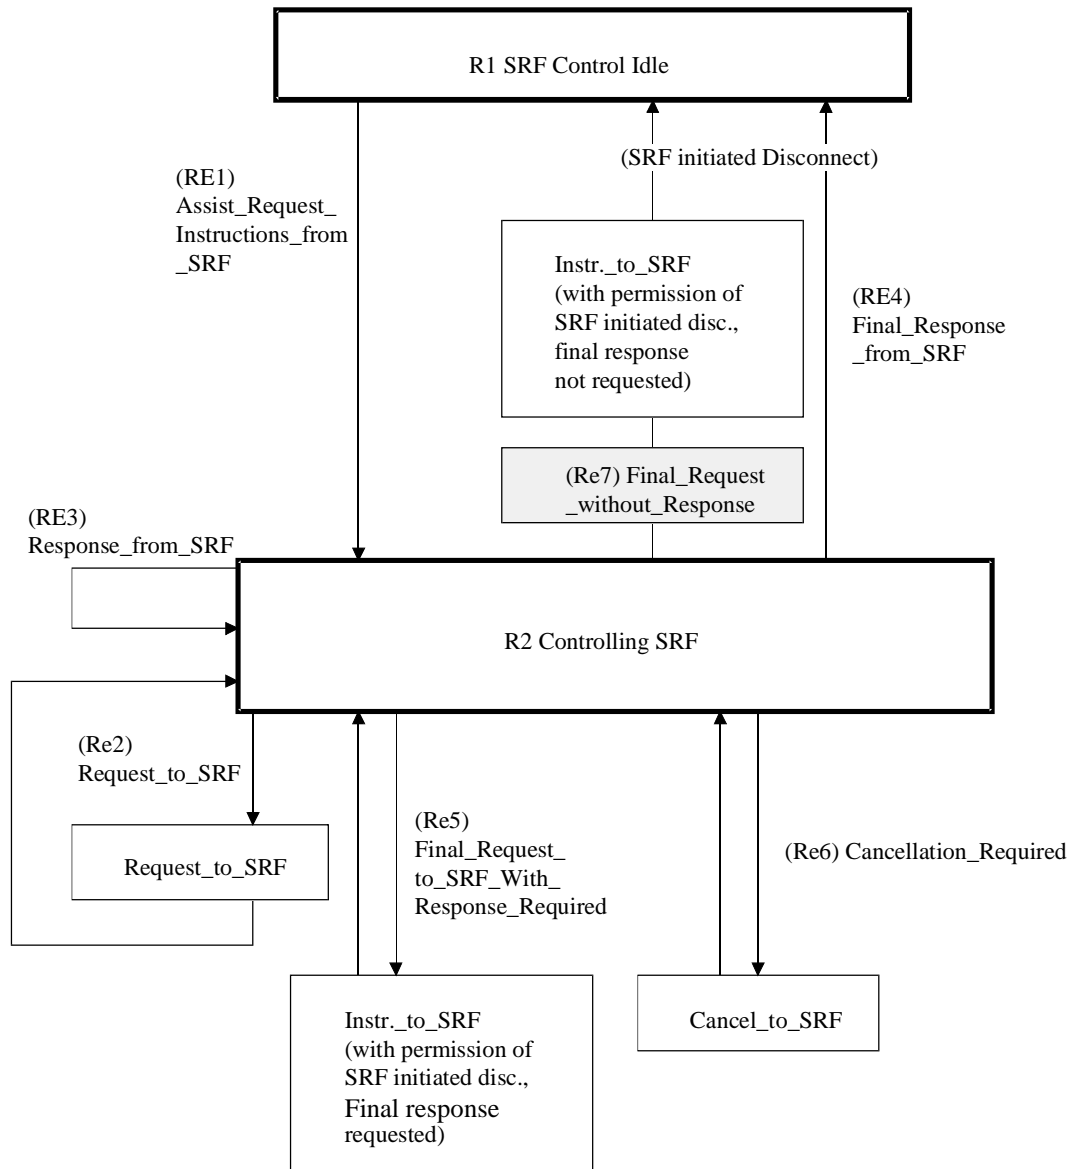 R1 SRF Control Idle
(SRF initiated Disconnect)
(RE1)
Assist_Request_
Instructions_from
_SRF
Instr._to_SRF
(with permission of
SRF initiated disc.,
final response
not requested)
(RE4)
Final_Response
_from_SRF
(Re7) Final_Request
_without_Response
(RE3)
Response_from_SRF
R2 Controlling SRF
(Re2)
Request_to_SRF
Request_to_SRF
(Re5)
Final_Request_
to_SRF_With_
Response_Required
(Re6) Cancellation_Required
Instr._to_SRF
(with permission of
SRF initiated disc.,
Final response
requested)
Cancel_to_SRF